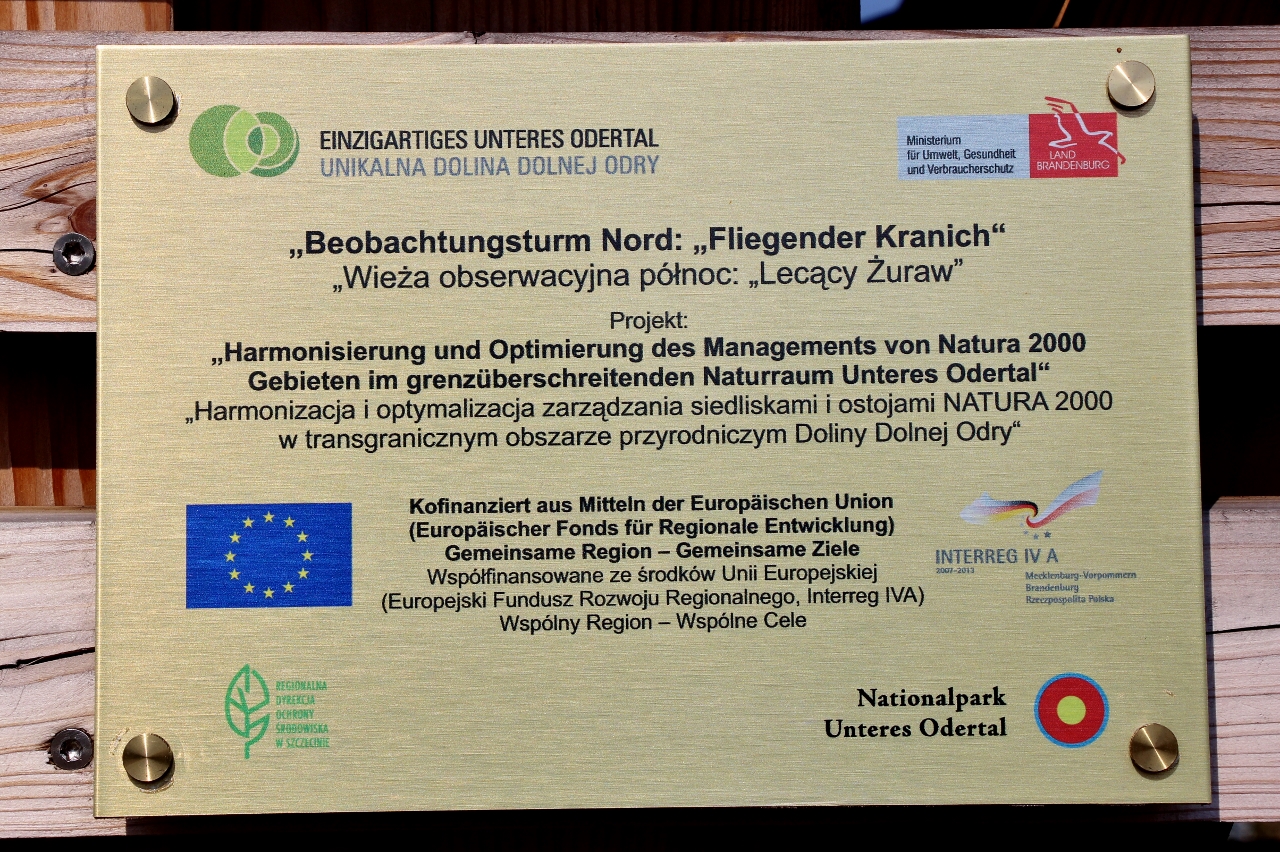 EINZIGARTIGES UNTERES ODERTAL
UNIKALNA DOLINA DOLNEJ ODRY
Ministerium
für Umwelt, Gesundheit
und Verbraucherschutz
LAND
BRANDENBURG
„Beobachtungsturm Nord: „Fliegender Kranich“
„Wieża obserwacyjna północ: „Lecący Żuraw”
Projekt:
„Harmonisierung und Optimierung des Managements von Natura 2000
Gebieten im grenzüberschreitenden Naturraum Unteres Odertal“
„Harmonizacja i optymalizacja zarządzania siedliskami i ostojami NATURA 2000
w transgranicznym obszarze przyrodniczym Doliny Dolnej Odry“
Kofinanziert aus Mitteln der Europäischen Union
(Europäischer Fonds für Regionale Entwicklung)
Gemeinsame Region – Gemeinsame Ziele
Współfinansowane ze środków Unii Europejskiej
(Europejski Fundusz Rozwoju Regionalnego, Interreg IVA)
Wspólny Region – Wspólne Cele
INTERREG IV A
2007-2013
Mecklenburg-Vorpommern
Brandenburg
Rzeczpospolita Polska
REGIONALNA
DYREKCJA
OCHRONY
ŚRODOWISKA
W SZCZECINIE
Nationalpark
Unteres Odertal